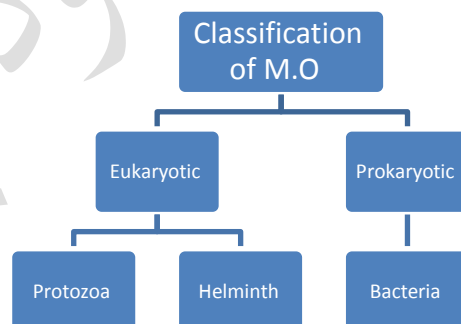 Classification
of M.O
Eukaryotic
Prokaryotic
Protozoa
Helminth
Bacteria